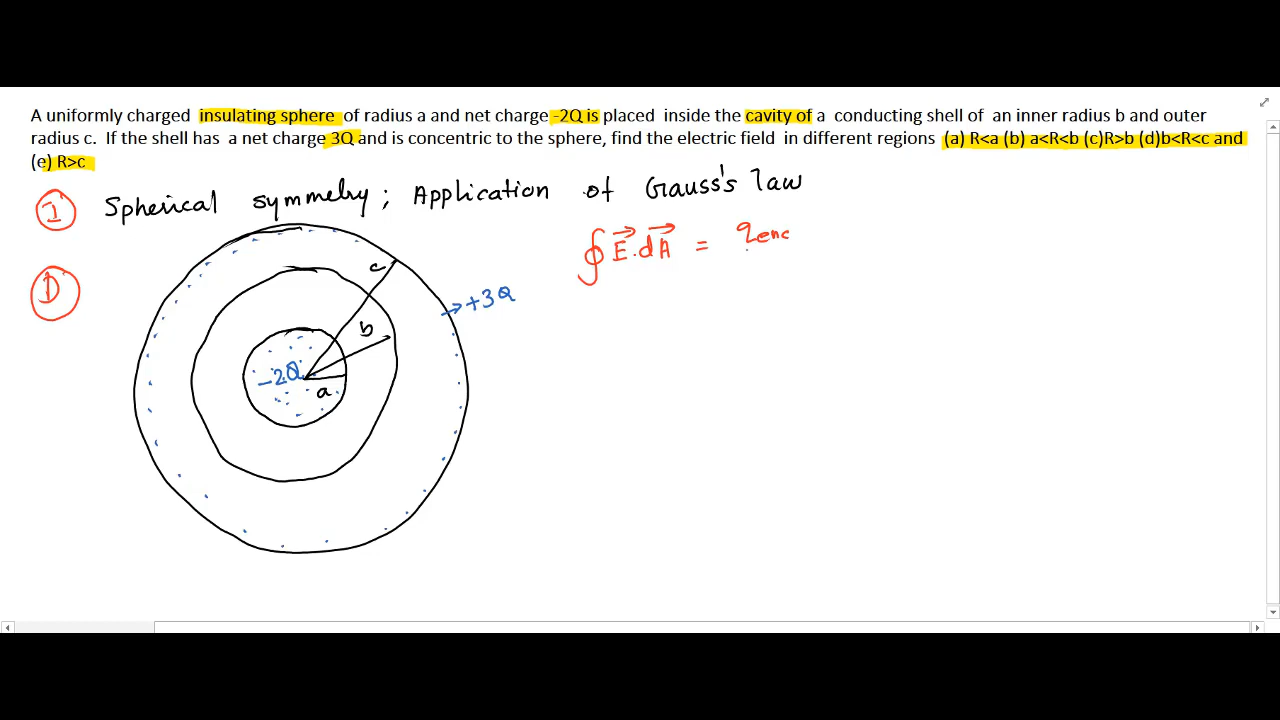 A uniformly charged insulating sphere of radius a and net charge -2Q is placed inside the cavity of a conducting shell of an inner radius b and outer
radius c. If the shell has a net charge 3Q and is concentric to the sphere, find the electric field in different regions (a) R<a (b) a<R<b (c)R>b (d)b<R<c and
(e) R>c
I Spherical symmetry; Application of Gauss's law
∮ E⃗.dA⃗ = qenc
D
c
→+3Q
b
-2Q
a